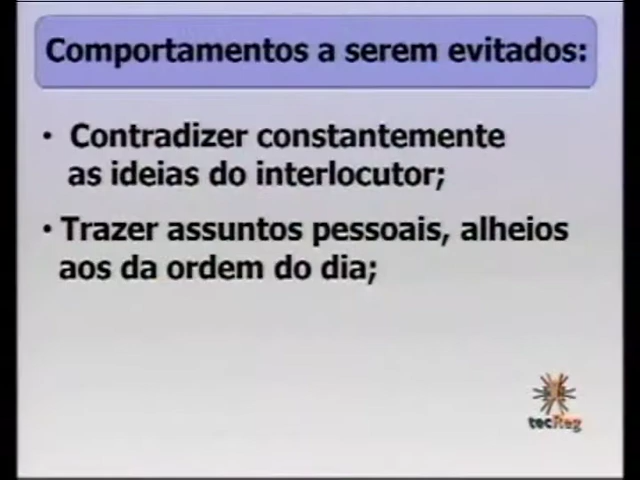 Comportamentos a serem evitados:
• Contradizer constantemente
as ideias do interlocutor;
• Trazer assuntos pessoais, alheios
aos da ordem do dia;
tecReg